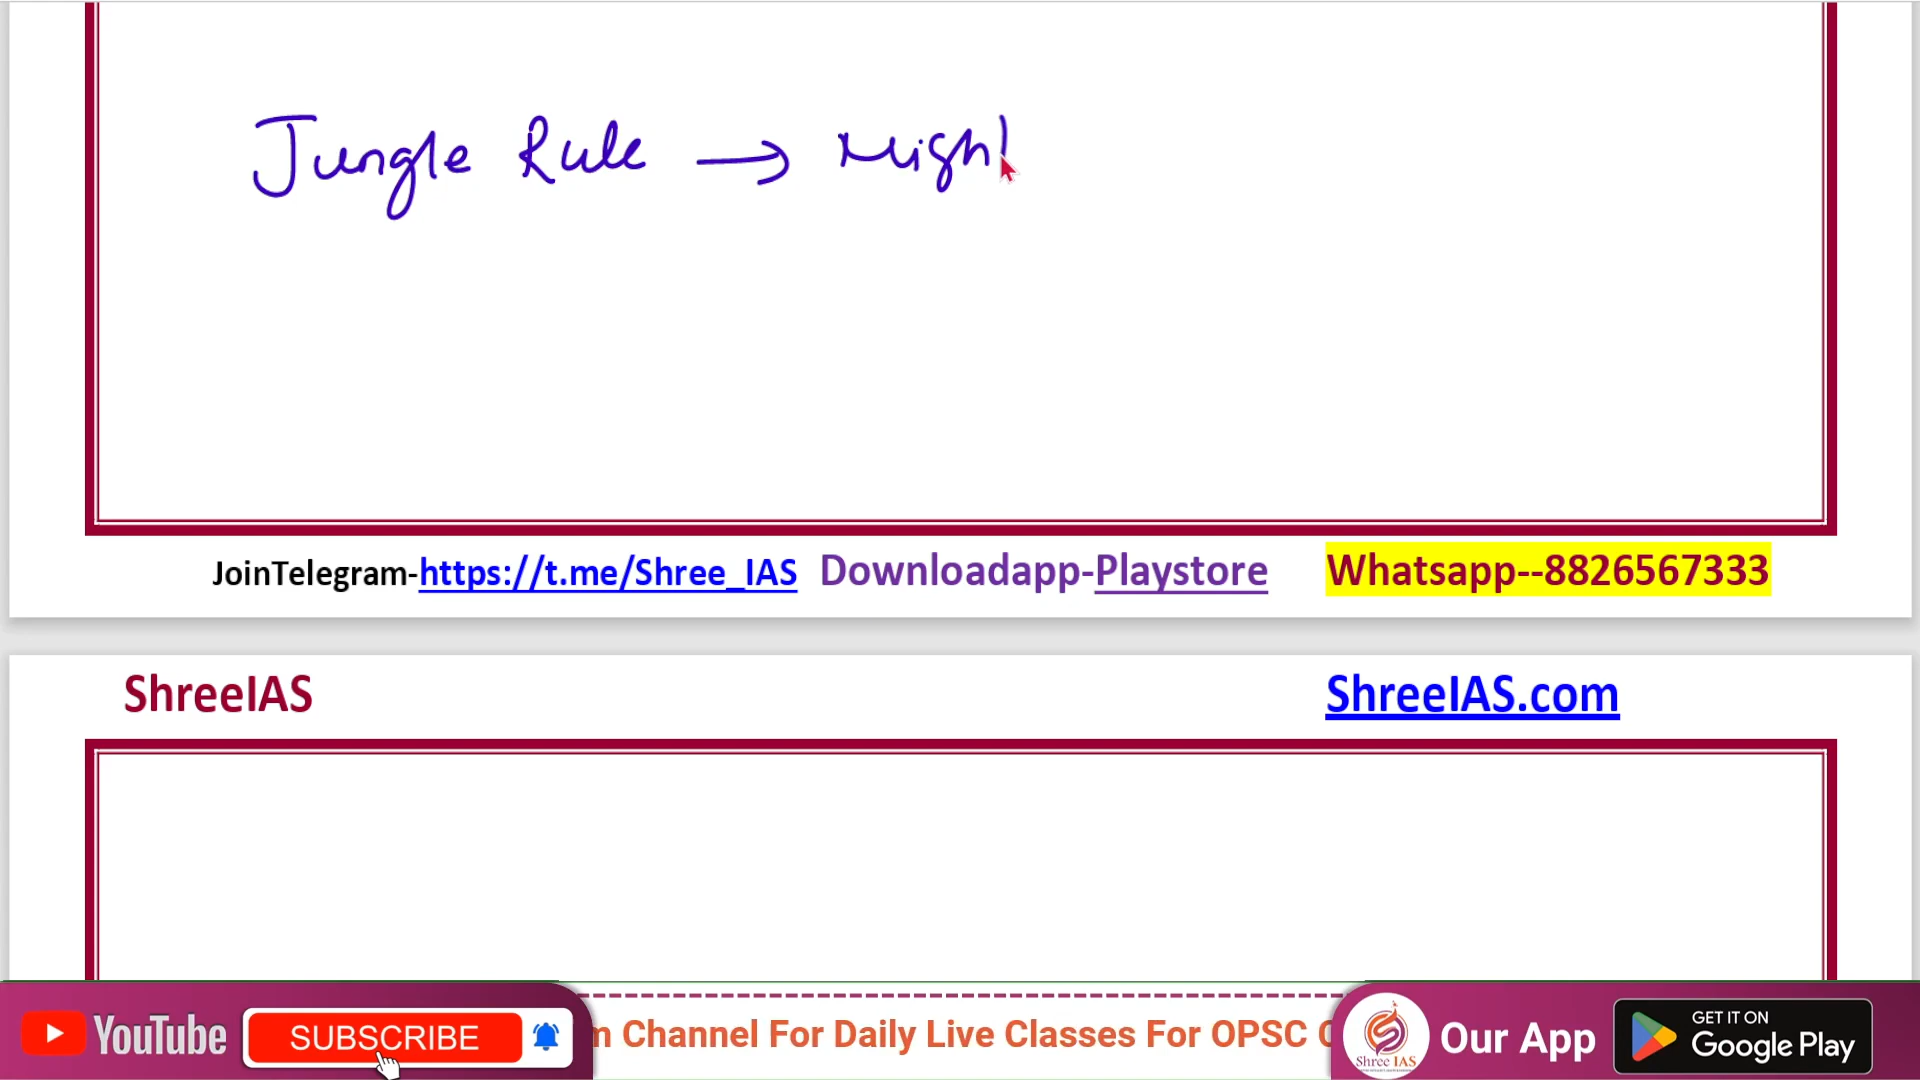 Jungle Rule → Might
JoinTelegram-https://t.me/Shree_IAS Downloadapp-Playstore Whatsapp--8826567333
ShreeIAS ShreeIAS.com
YouTube SUBSCRIBE m Channel For Daily Live Classes For OPSC C Shree IAS Our App GET IT ON Google Play